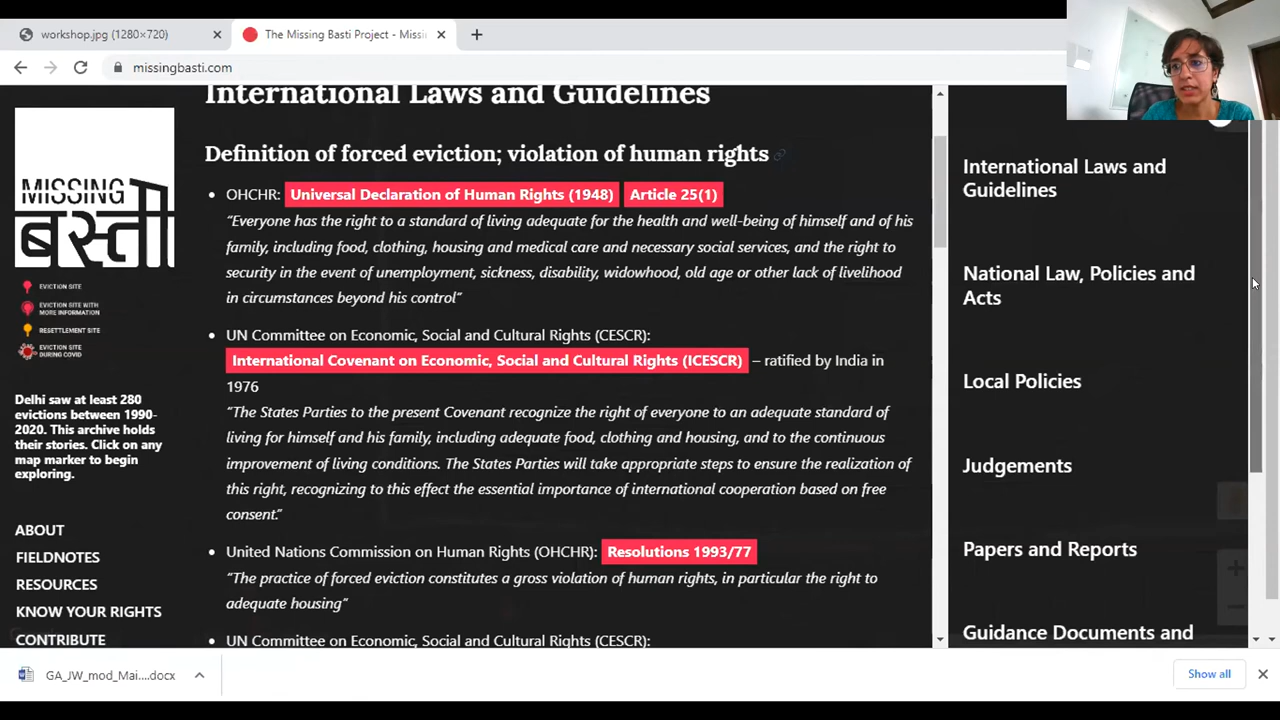 workshop.jpg (1280×720)
The Missing Basti Project - Missi
missingbasti.com
MISSING
बस्ती
EVICTION SITE
EVICTION SITE WITH
MORE INFORMATION
RESETTLEMENT SITE
EVICTION SITE
DURING COVID
Delhi saw at least 280
evictions between 1990-
2020. This archive holds
their stories. Click on any
map marker to begin
exploring.
ABOUT
FIELDNOTES
RESOURCES
KNOW YOUR RIGHTS
CONTRIBUTE
International Laws and Guidelines
Definition of forced eviction; violation of human rights
• OHCHR: Universal Declaration of Human Rights (1948) Article 25(1)
“Everyone has the right to a standard of living adequate for the health and well-being of himself and of his
family, including food, clothing, housing and medical care and necessary social services, and the right to
security in the event of unemployment, sickness, disability, widowhood, old age or other lack of livelihood
in circumstances beyond his control”
• UN Committee on Economic, Social and Cultural Rights (CESCR):
International Covenant on Economic, Social and Cultural Rights (ICESCR) – ratified by India in
1976
“The States Parties to the present Covenant recognize the right of everyone to an adequate standard of
living for himself and his family, including adequate food, clothing and housing, and to the continuous
improvement of living conditions. The States Parties will take appropriate steps to ensure the realization of
this right, recognizing to this effect the essential importance of international cooperation based on free
consent.”
• United Nations Commission on Human Rights (OHCHR): Resolutions 1993/77
“The practice of forced eviction constitutes a gross violation of human rights, in particular the right to
adequate housing”
UN Committee on Economic, Social and Cultural Rights (CESCR):
International Laws and
Guidelines
National Law, Policies and
Acts
Local Policies
Judgements
Papers and Reports
Guidance Documents and
GA_JW_mod_Mai....docx
Show all